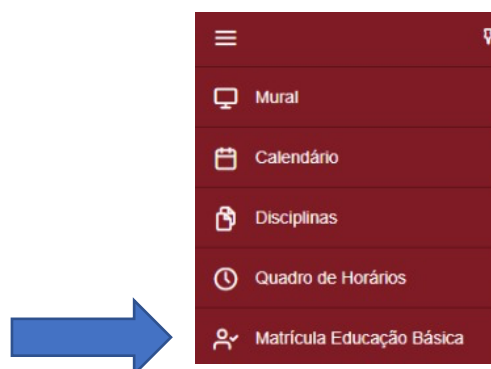 Mural
Calendário
Disciplinas
Quadro de Horários
Matrícula Educação Básica